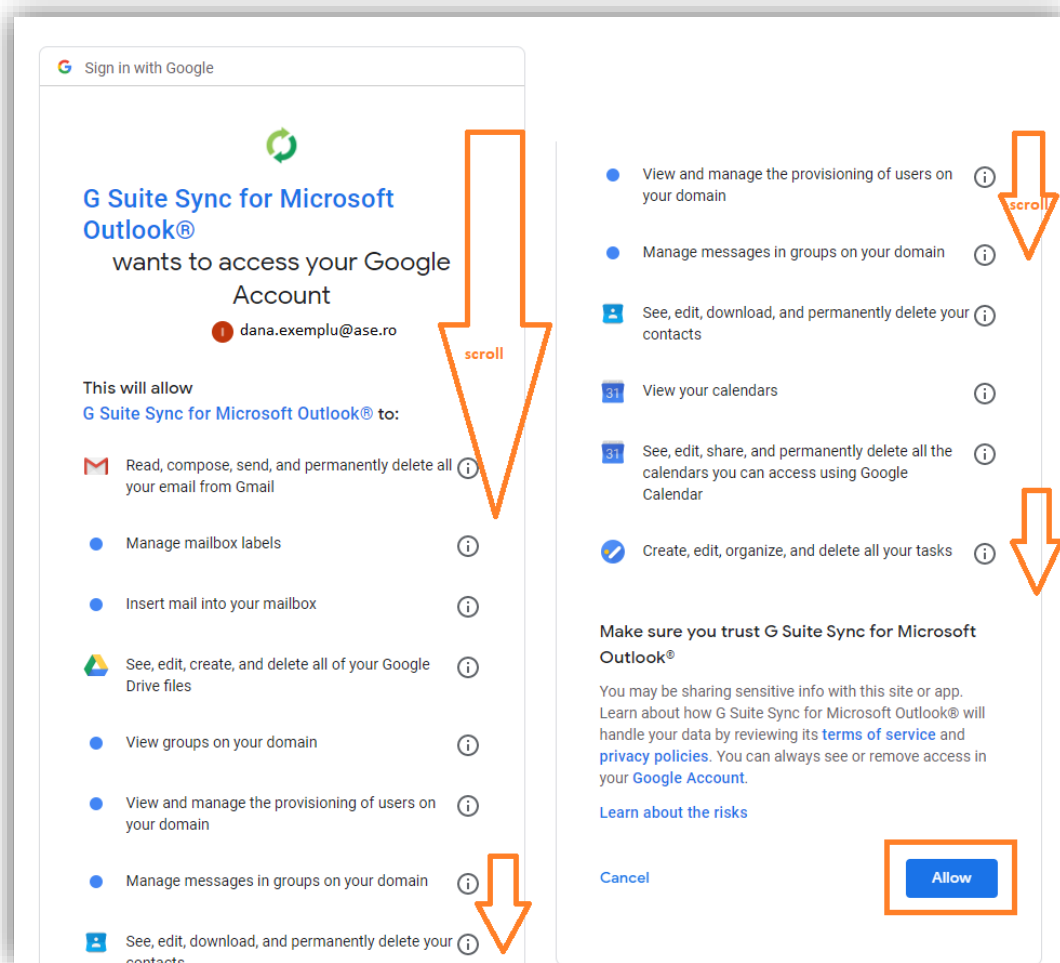 Sign in with Google
G Suite Sync for Microsoft
Outlook®
wants to access your Google
Account
dana.exemplu@ase.ro
scroll
This will allow
G Suite Sync for Microsoft Outlook® to:
Read, compose, send, and permanently delete all
your email from Gmail
Manage mailbox labels
Insert mail into your mailbox
See, edit, create, and delete all of your Google
Drive files
View groups on your domain
View and manage the provisioning of users on
your domain
Manage messages in groups on your domain
See, edit, download, and permanently delete your
contacts
View and manage the provisioning of users on
your domain
scroll
Manage messages in groups on your domain
See, edit, download, and permanently delete your
contacts
31
View your calendars
31
See, edit, share, and permanently delete all the
calendars you can access using Google
Calendar
Create, edit, organize, and delete all your tasks
Make sure you trust G Suite Sync for Microsoft
Outlook®
You may be sharing sensitive info with this site or app.
Learn about how G Suite Sync for Microsoft Outlook® will
handle your data by reviewing its terms of service and
privacy policies. You can always see or remove access in
your Google Account.
Learn about the risks
Cancel
Allow